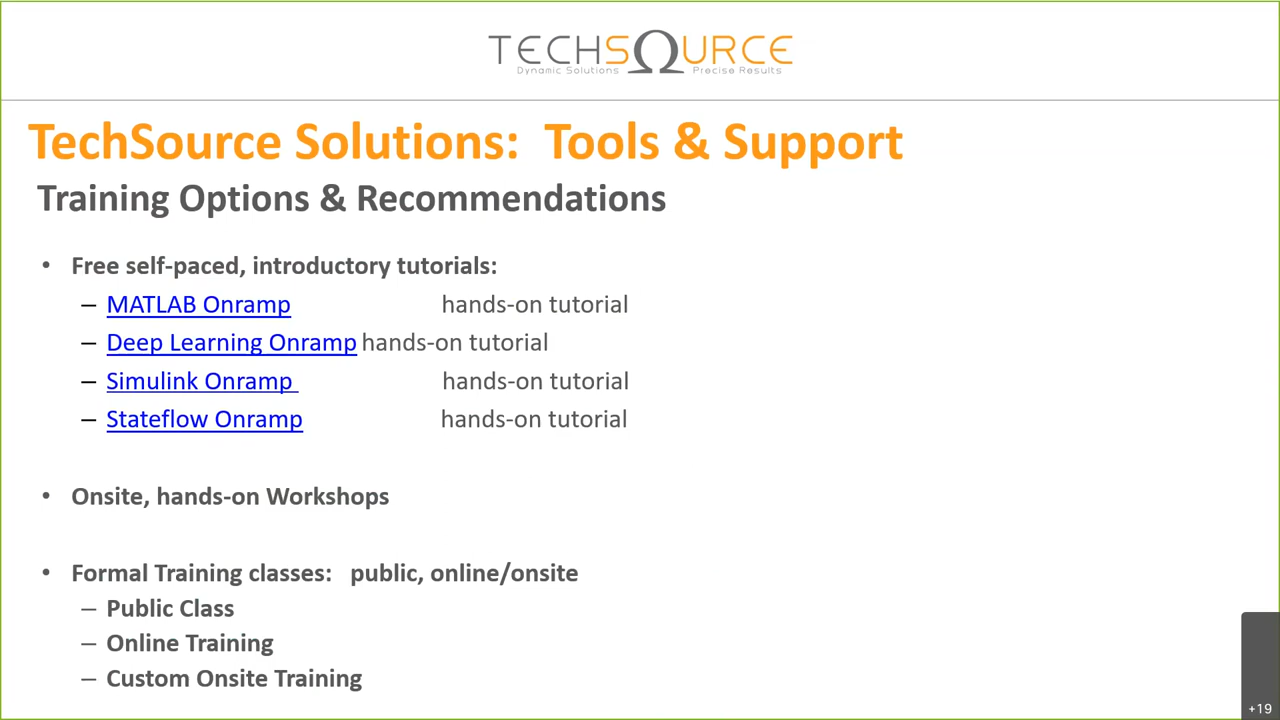 TECHSOURCE
Dynamic Solutions Precise Results
TechSource Solutions: Tools & Support
Training Options & Recommendations
• Free self-paced, introductory tutorials:
– MATLAB Onramp hands-on tutorial
– Deep Learning Onramp hands-on tutorial
– Simulink Onramp hands-on tutorial
– Stateflow Onramp hands-on tutorial
• Onsite, hands-on Workshops
• Formal Training classes: public, online/onsite
– Public Class
– Online Training
– Custom Onsite Training
+19